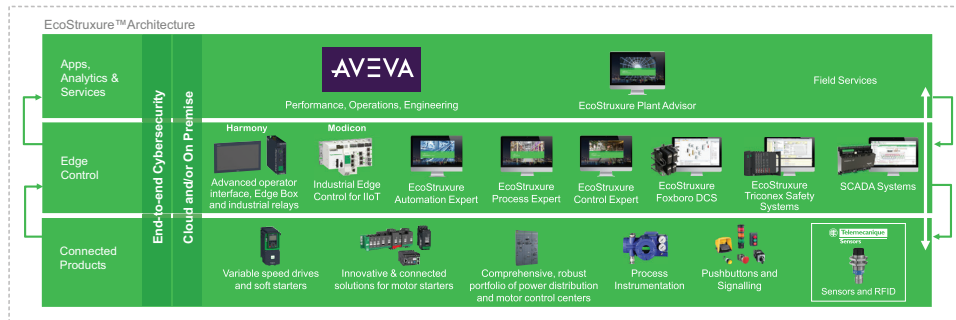 EcoStruxure™Architecture
Apps,
Analytics &
Services
End-to-end Cybersecurity
Cloud and/or On Premise
AVEVA
Performance, Operations, Engineering
EcoStruxure Plant Advisor
Field Services
Edge
Control
Harmony
Advanced operator
interface, Edge Box
and industrial relays
Modicon
Industrial Edge
Control for IIoT
EcoStruxure
Automation Expert
EcoStruxure
Process Expert
EcoStruxure
Control Expert
EcoStruxure
Foxboro DCS
EcoStruxure
Triconex Safety
Systems
SCADA Systems
Connected
Products
Variable speed drives
and soft starters
Innovative & connected
solutions for motor starters
Comprehensive, robust
portfolio of power distribution
and motor control centers
Process
Instrumentation
Pushbuttons and
Signalling
Telemecanique
Sensors
Sensors and RFID